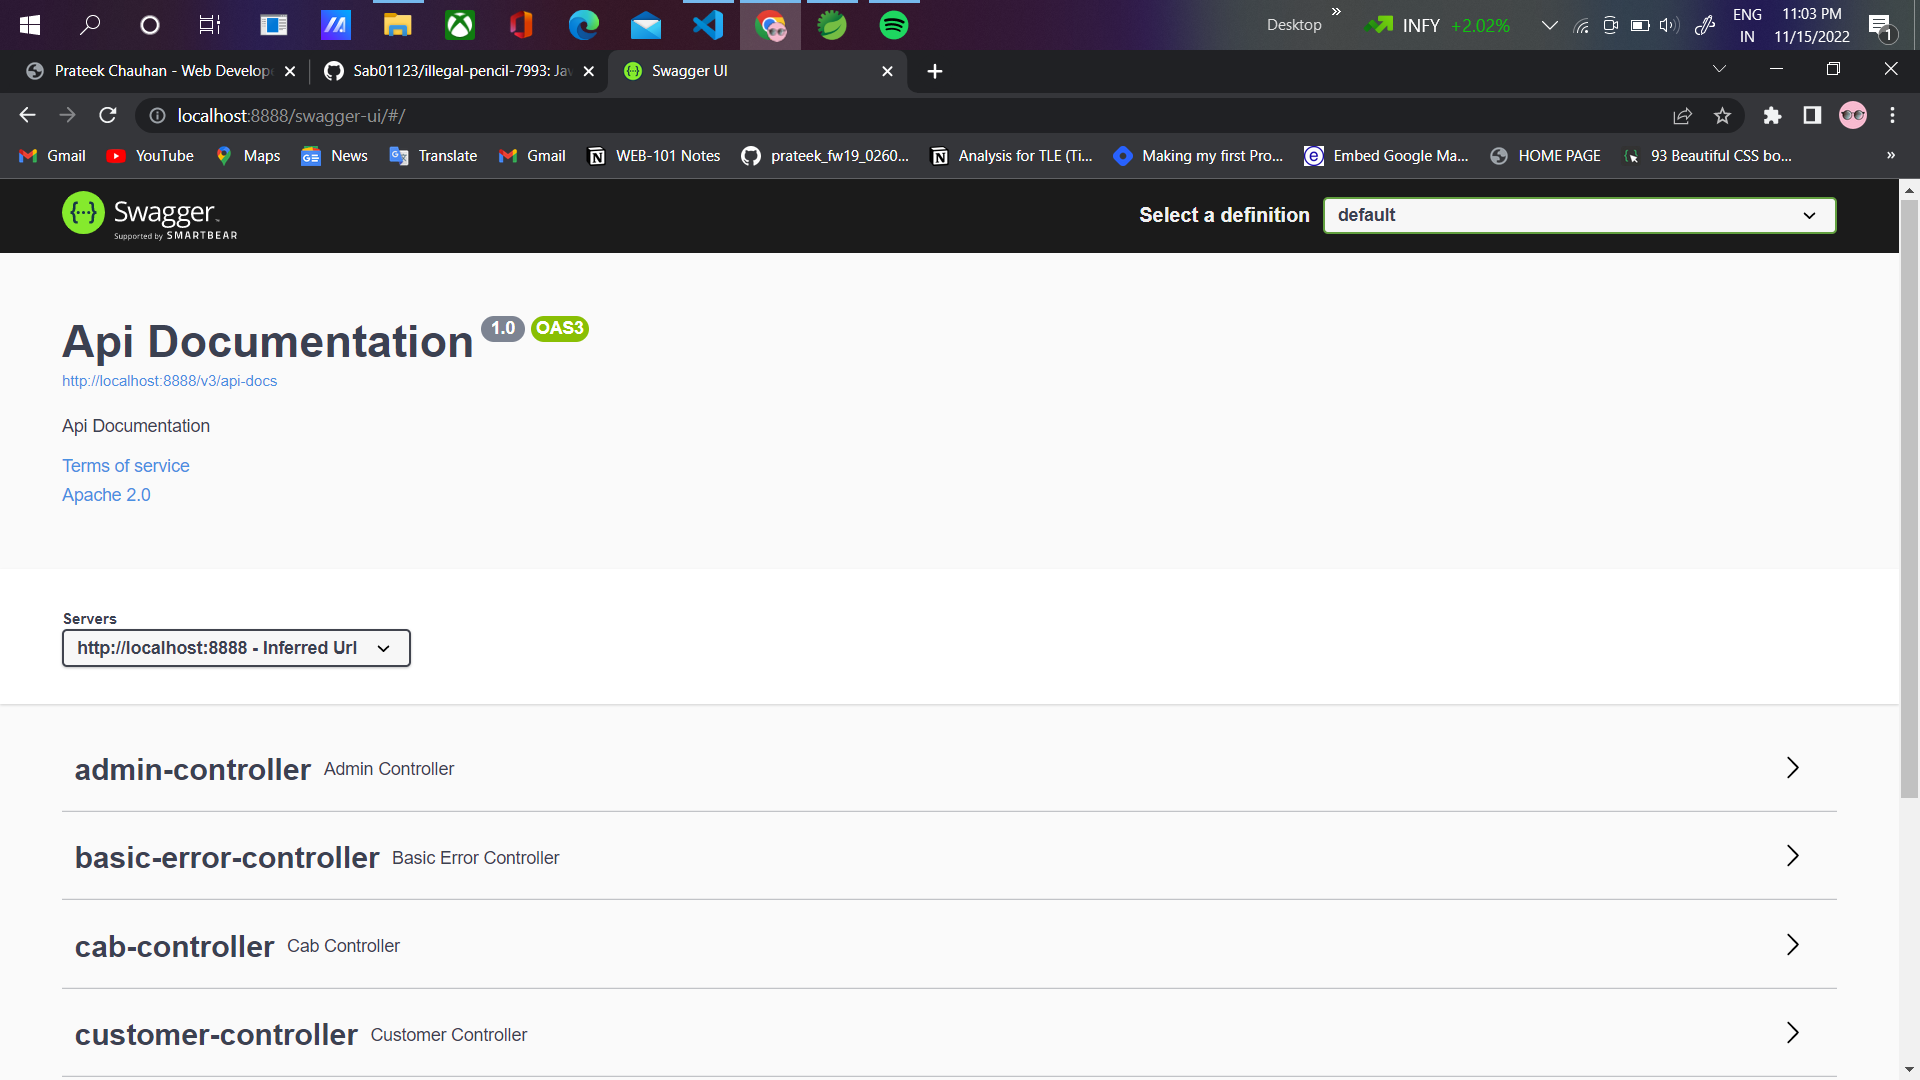 Desktop
»
INFY +2.02%
ENG
IN
11:03 PM
11/15/2022
1
Prateek Chauhan - Web Develope
Sab01123/illegal-pencil-7993: Jav
Swagger UI
localhost:8888/swagger-ui/#/
Gmail
YouTube
Maps
News
Translate
Gmail
WEB-101 Notes
prateek_fw19_0260...
Analysis for TLE (Ti...
Making my first Pro...
Embed Google Ma...
HOME PAGE
93 Beautiful CSS bo...
»
Swagger
Supported by SMARTBEAR
Select a definition
default
Api Documentation 1.0 OAS3
http://localhost:8888/v3/api-docs
Api Documentation
Terms of service
Apache 2.0
Servers
http://localhost:8888 - Inferred Url
admin-controller Admin Controller
basic-error-controller Basic Error Controller
cab-controller Cab Controller
customer-controller Customer Controller